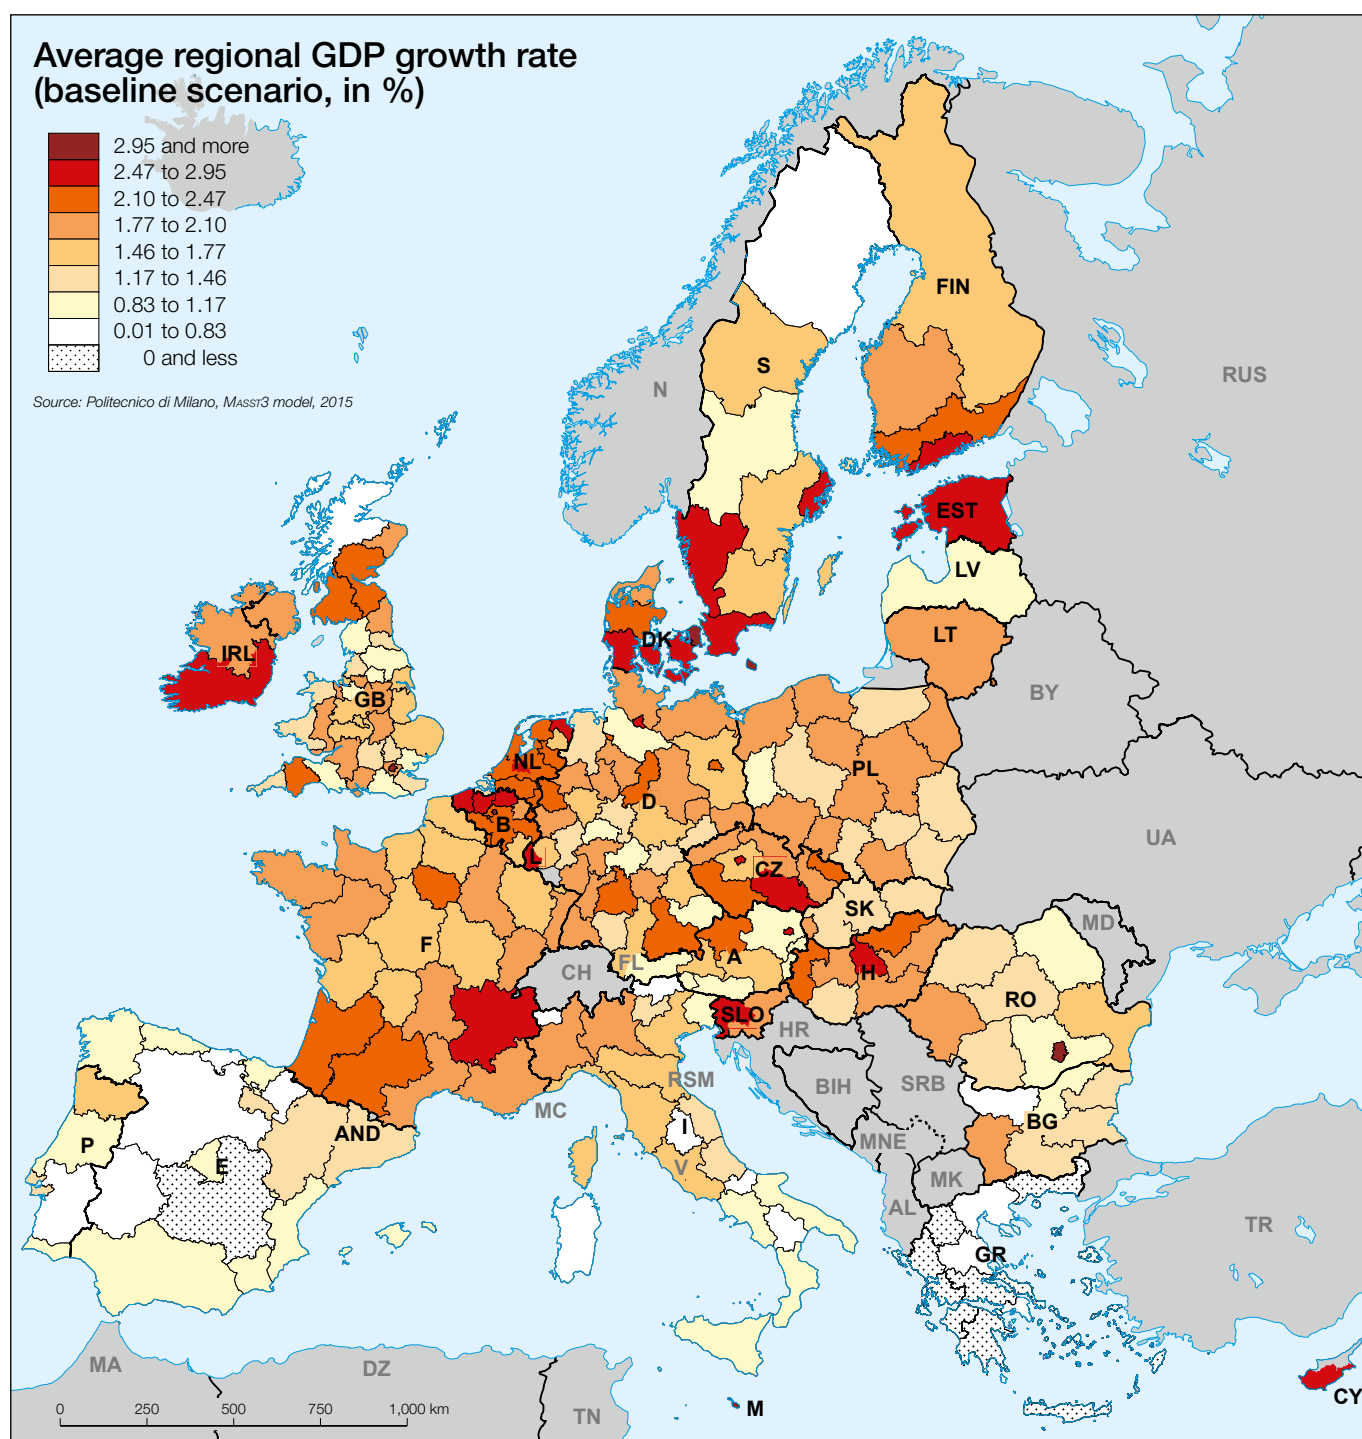 Average regional GDP growth rate
(baseline scenario, in %)
2.95 and more
2.47 to 2.95
2.10 to 2.47
1.77 to 2.10
1.46 to 1.77
1.17 to 1.46
0.83 to 1.17
0.01 to 0.83
0 and less
Source: Politecnico di Milano, MASST3 model, 2015
FIN
S
N
RUS
EST
LV
LT
DK
IRL
GB
BY
NL
PL
D
B
UA
L
CZ
SK
MD
F
A
H
CH
FL
RO
SLO
HR
RSM
BIH
SRB
MC
BG
AND
I
P
MNE
E
V
MK
AL
TR
GR
MA
DZ
CY
M
TN
0
250
500
750
1,000 km